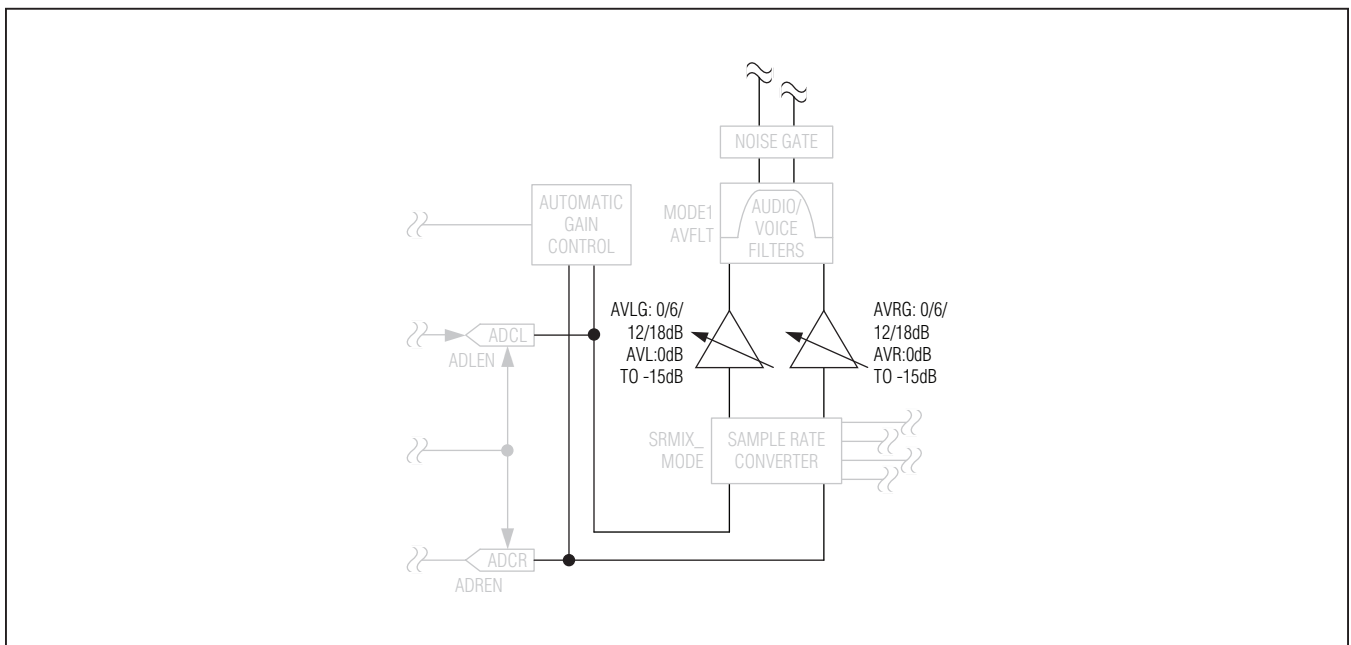 NOISE GATE
AUTOMATIC
GAIN
CONTROL
MODE1
AVFLT
AUDIO/
VOICE
FILTERS
AVLG: 0/6/
12/18dB
AVL:0dB
TO -15dB
AVRG: 0/6/
12/18dB
AVR:0dB
TO -15dB
ADCL
ADLEN
SRMIX_
MODE
SAMPLE RATE
CONVERTER
ADCR
ADREN